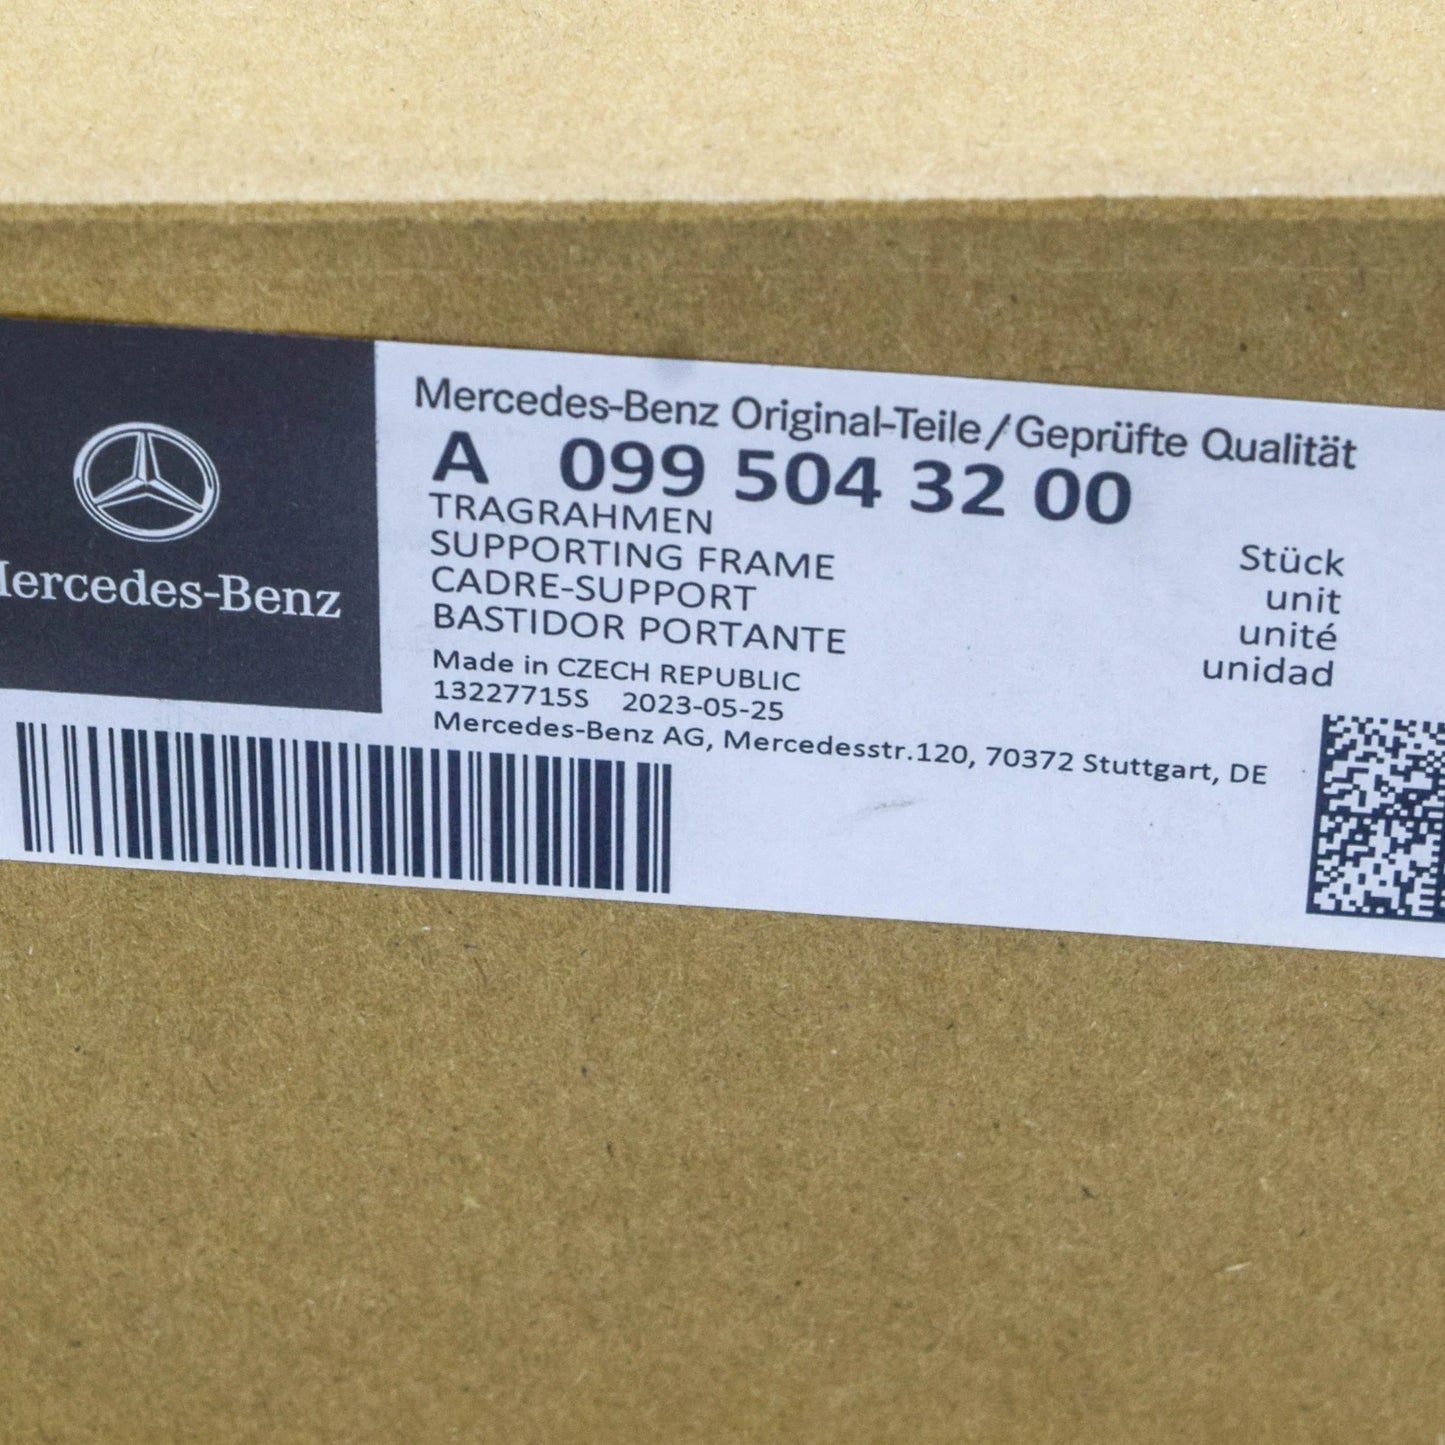 Mercedes-Benz
Mercedes-Benz Original-Teile/Geprüfte Qualität
A 099 504 32 00
TRAGRAHMEN
SUPPORTING FRAME
CADRE-SUPPORT
BASTIDOR PORTANTE
Stück
unit
unité
unidad
Made in CZECH REPUBLIC
13227715S 2023-05-25
Mercedes-Benz AG, Mercedesstr.120, 70372 Stuttgart, DE